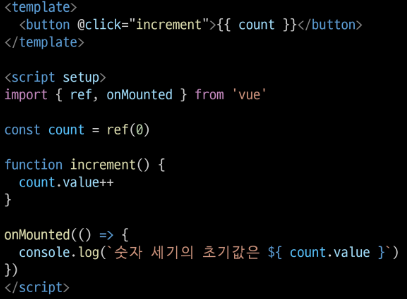 <template>
  <button @click="increment">{{ count }}</button>
</template>

<script setup>
import { ref, onMounted } from 'vue'

const count = ref(0)

function increment() {
  count.value++
}

onMounted(() => {
  console.log(`숫자 세기의 초기값은 ${ count.value }`)
})
</script>